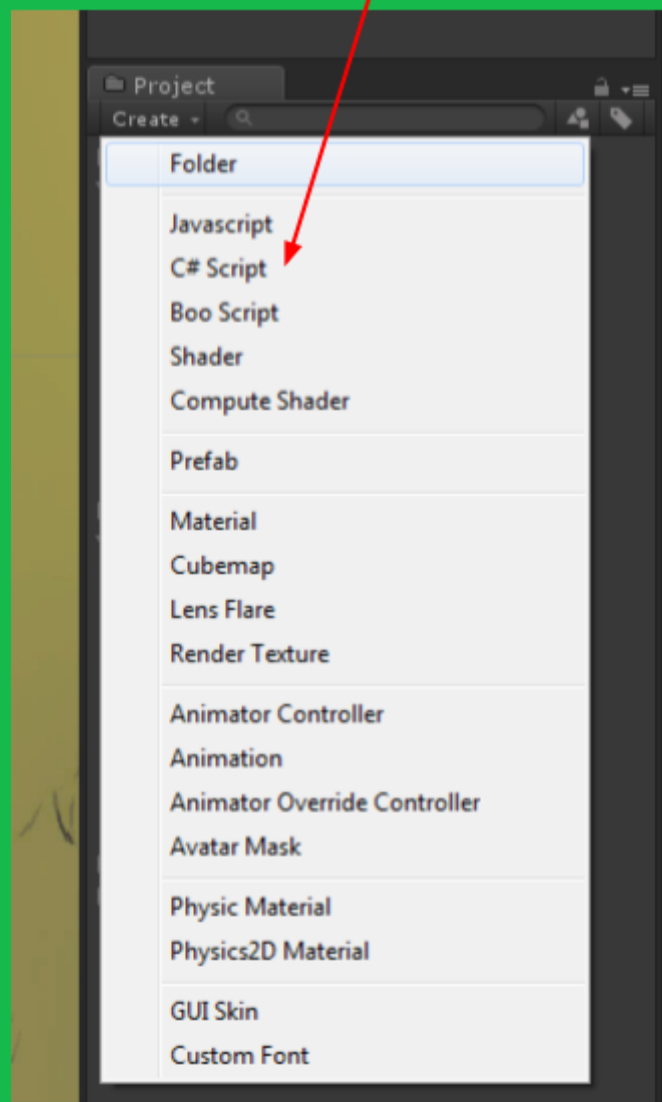 Project
Create
Folder
Javascript
C# Script
Boo Script
Shader
Compute Shader
Prefab
Material
Cubemap
Lens Flare
Render Texture
Animator Controller
Animation
Animator Override Controller
Avatar Mask
Physic Material
Physics2D Material
GUI Skin
Custom Font